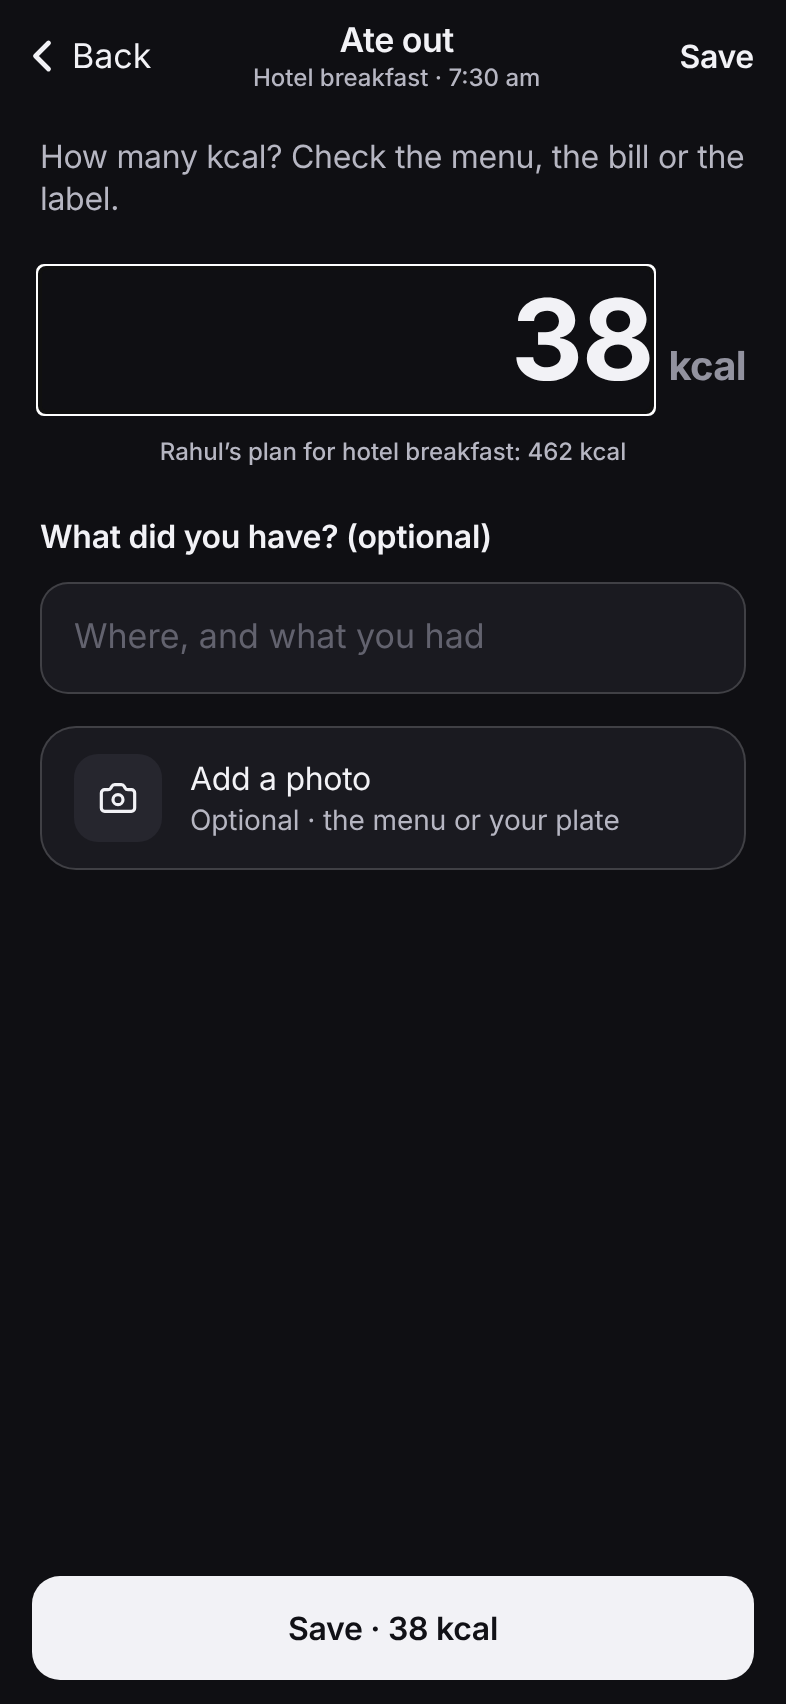 Back
Ate out
Hotel breakfast · 7:30 am
Save
How many kcal? Check the menu, the bill or the
label.
38 kcal
Rahul’s plan for hotel breakfast: 462 kcal
What did you have? (optional)
Where, and what you had
Add a photo
Optional · the menu or your plate
Save · 38 kcal